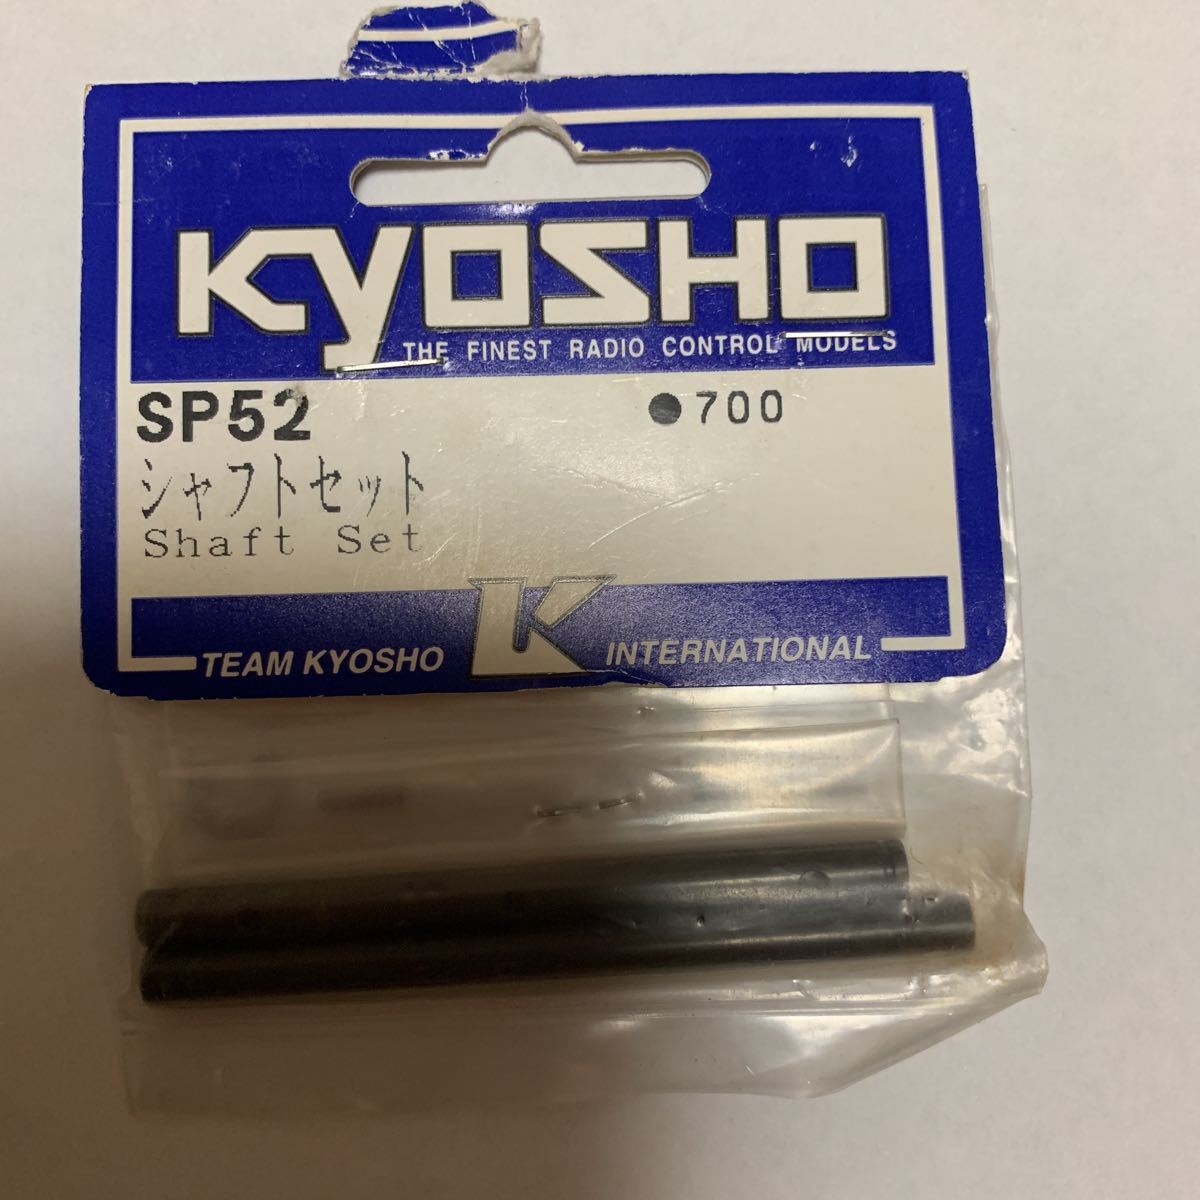 KYOSHO
THE FINEST RADIO CONTROL MODELS
SP52 ●700
シャフトセット
Shaft Set
TEAM KYOSHO K INTERNATIONAL